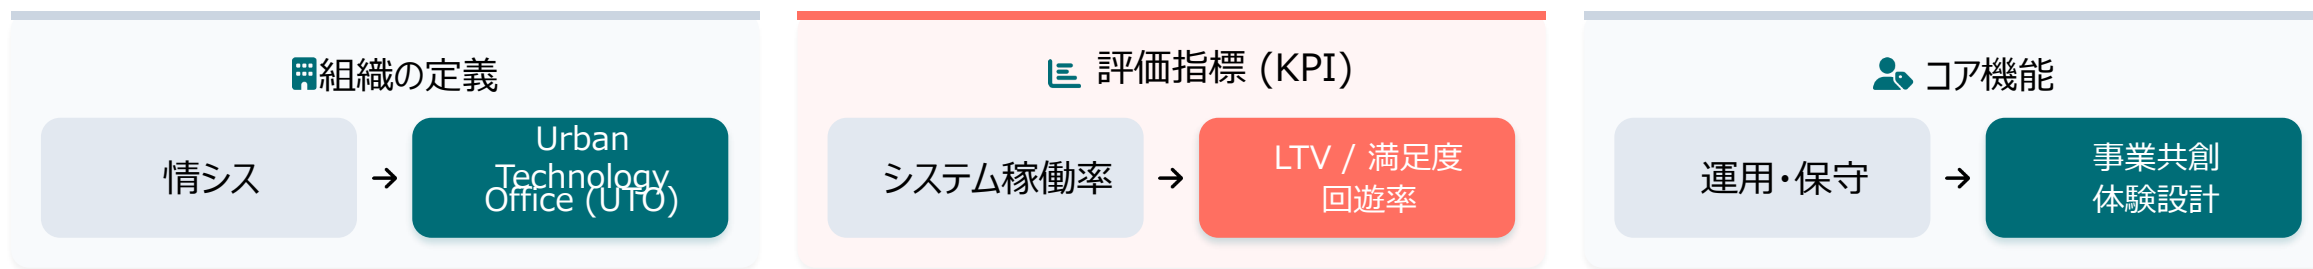 組織の定義
情シス
Urban
Technology
Office (UTO)
評価指標 (KPI)
システム稼働率
LTV / 満足度
回遊率
コア機能
運用・保守
事業共創
体験設計